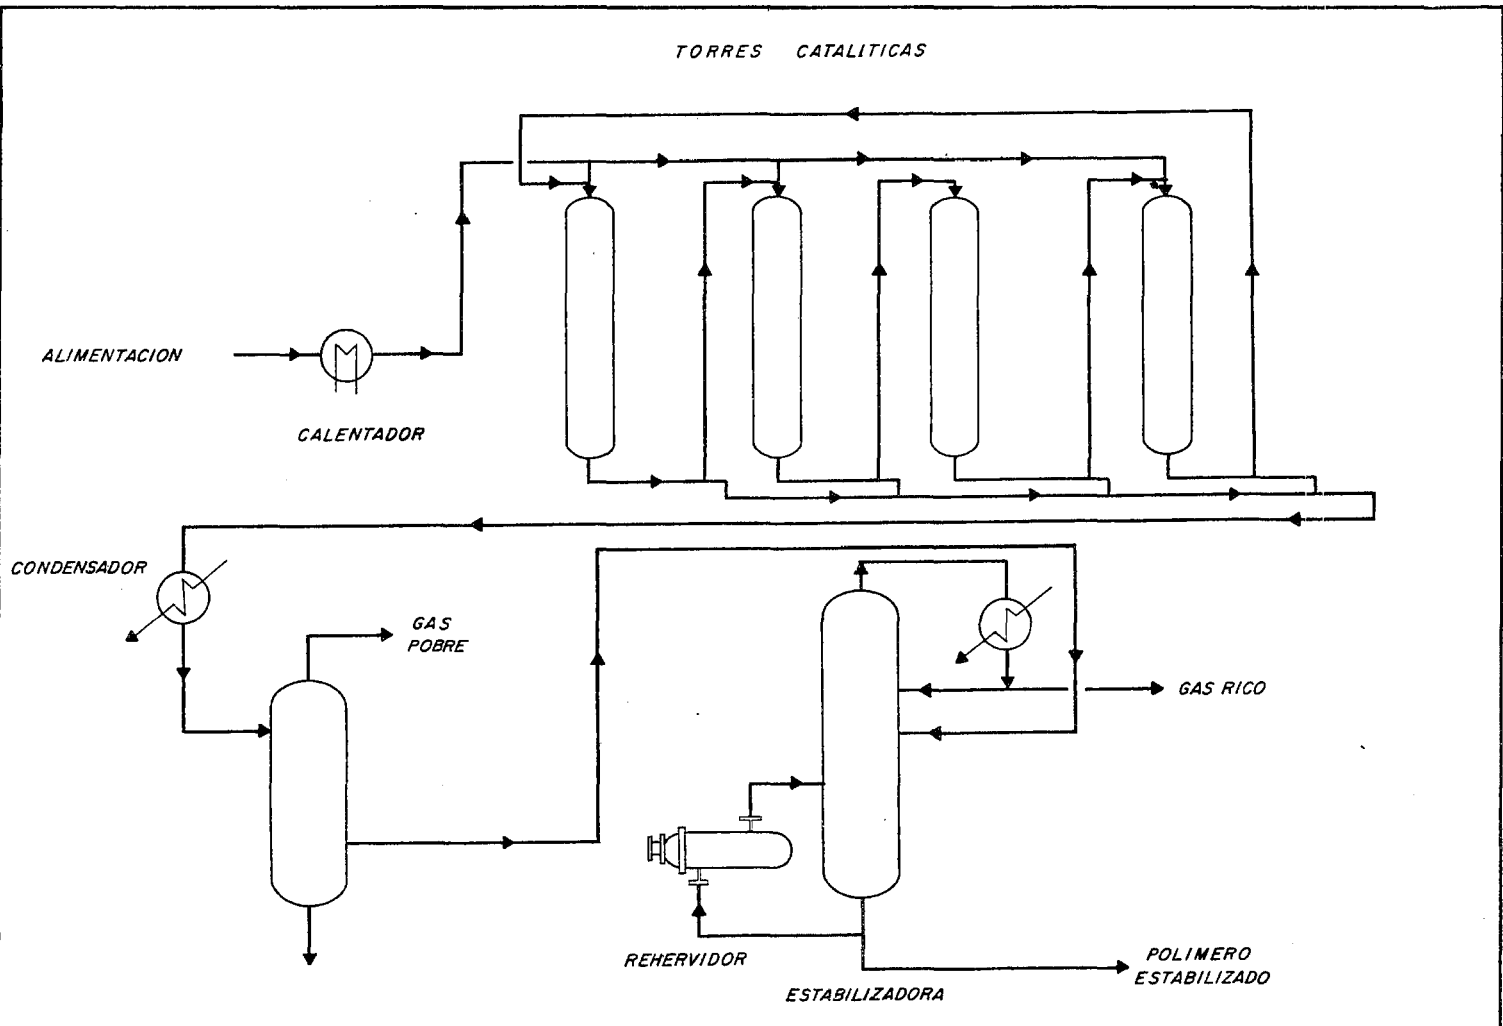 TORRES CATALITICAS
ALIMENTACION
CALENTADOR
CONDENSADOR
GAS
POBRE
GAS RICO
REHERVIDOR
POLIMERO
ESTABILIZADO
ESTABILIZADORA